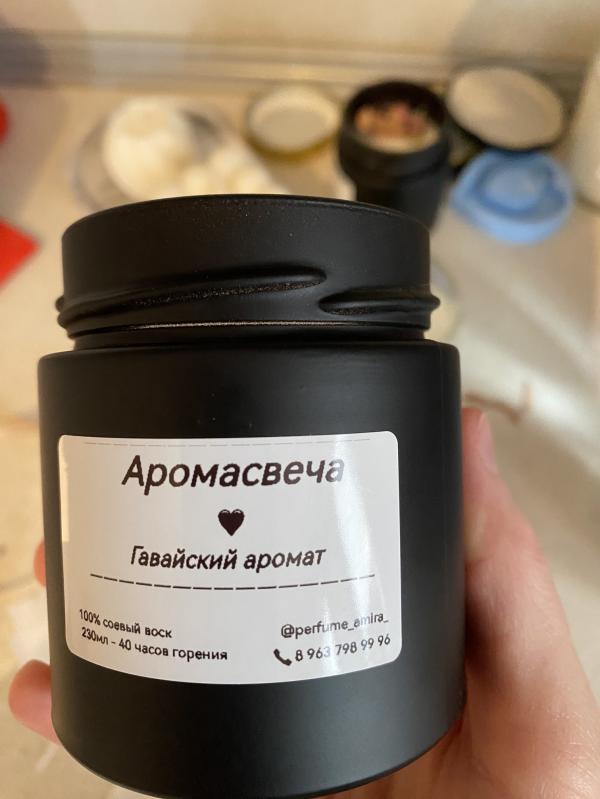 Аромасвеча
🖤
Гавайский аромат
100% соевый воск
230мл - 40 часов горения
@perfume_amira_
8 963 798 99 96